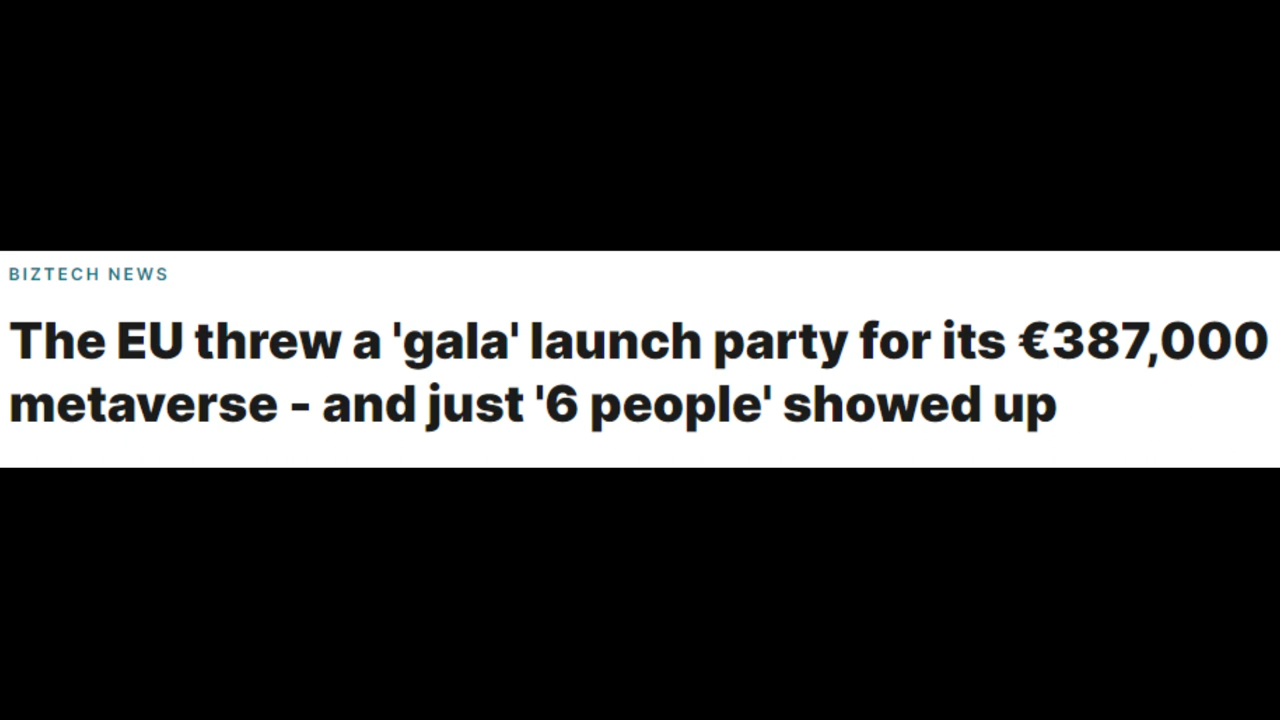 BIZTECH NEWS
The EU threw a 'gala' launch party for its €387,000
metaverse - and just '6 people' showed up